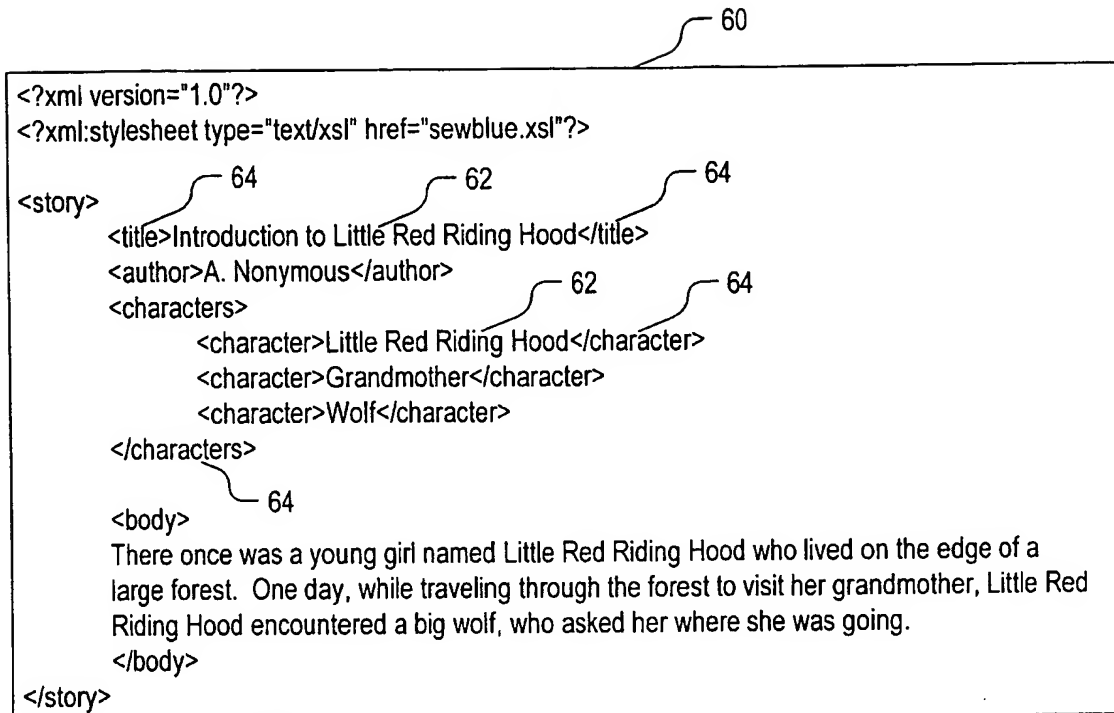 60
<?xml version="1.0"?>
<?xml:stylesheet type="text/xsl" href="sewblue.xsl"?>
64 62 64
<story>
<title>Introduction to Little Red Riding Hood</title>
<author>A. Nonymous</author>
62 64
<characters>
<character>Little Red Riding Hood</character>
<character>Grandmother</character>
<character>Wolf</character>
</characters>
64
<body>
There once was a young girl named Little Red Riding Hood who lived on the edge of a
large forest. One day, while traveling through the forest to visit her grandmother, Little Red
Riding Hood encountered a big wolf, who asked her where she was going.
</body>
</story>